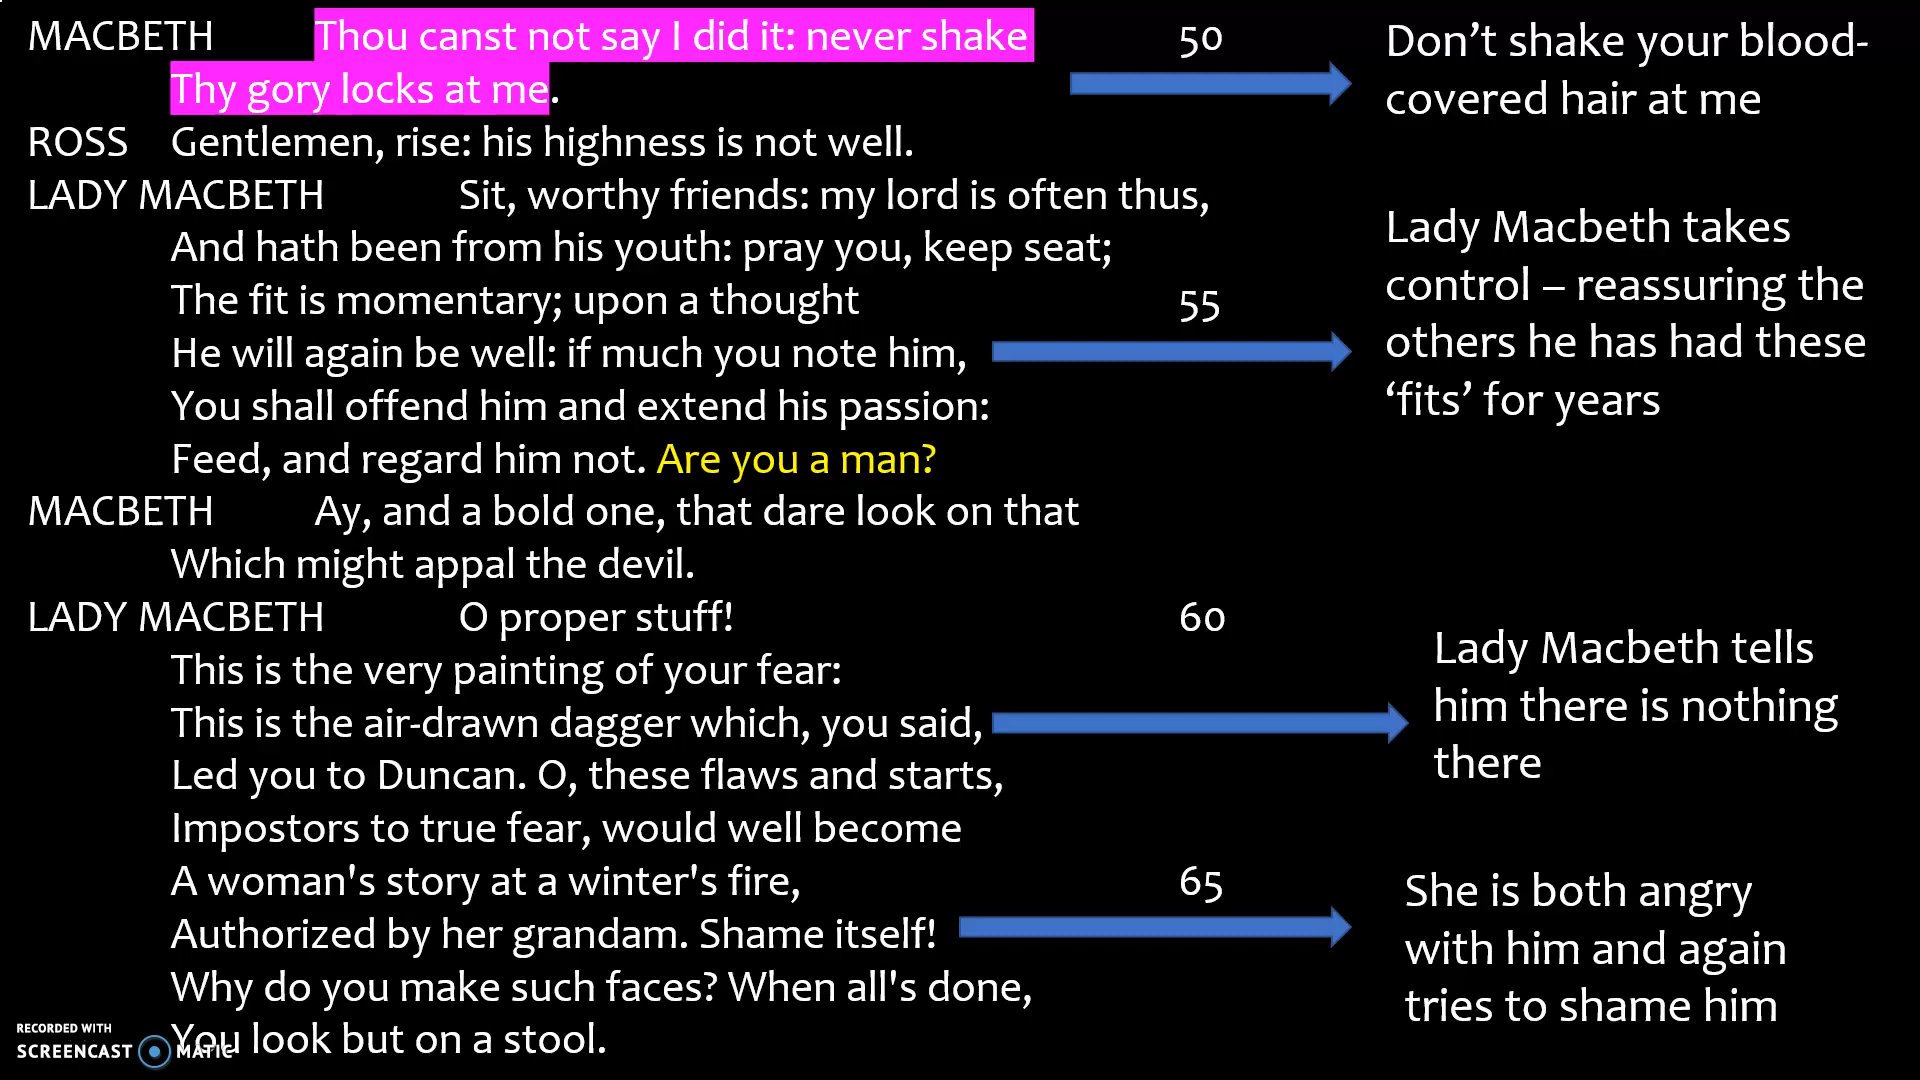 MACBETH Thou canst not say I did it: never shake 50
Thy gory locks at me.
ROSS Gentlemen, rise: his highness is not well.
LADY MACBETH Sit, worthy friends: my lord is often thus,
And hath been from his youth: pray you, keep seat;
The fit is momentary; upon a thought 55
He will again be well: if much you note him,
You shall offend him and extend his passion:
Feed, and regard him not. Are you a man?
MACBETH Ay, and a bold one, that dare look on that
Which might appal the devil.
LADY MACBETH O proper stuff! 60
This is the very painting of your fear:
This is the air-drawn dagger which, you said,
Led you to Duncan. O, these flaws and starts,
Impostors to true fear, would well become
A woman's story at a winter's fire, 65
Authorized by her grandam. Shame itself!
Why do you make such faces? When all's done,
You look but on a stool.
Don’t shake your blood-
covered hair at me
Lady Macbeth takes
control – reassuring the
others he has had these
‘fits’ for years
Lady Macbeth tells
him there is nothing
there
She is both angry
with him and again
tries to shame him
RECORDED WITH
SCREENCAST MATIC